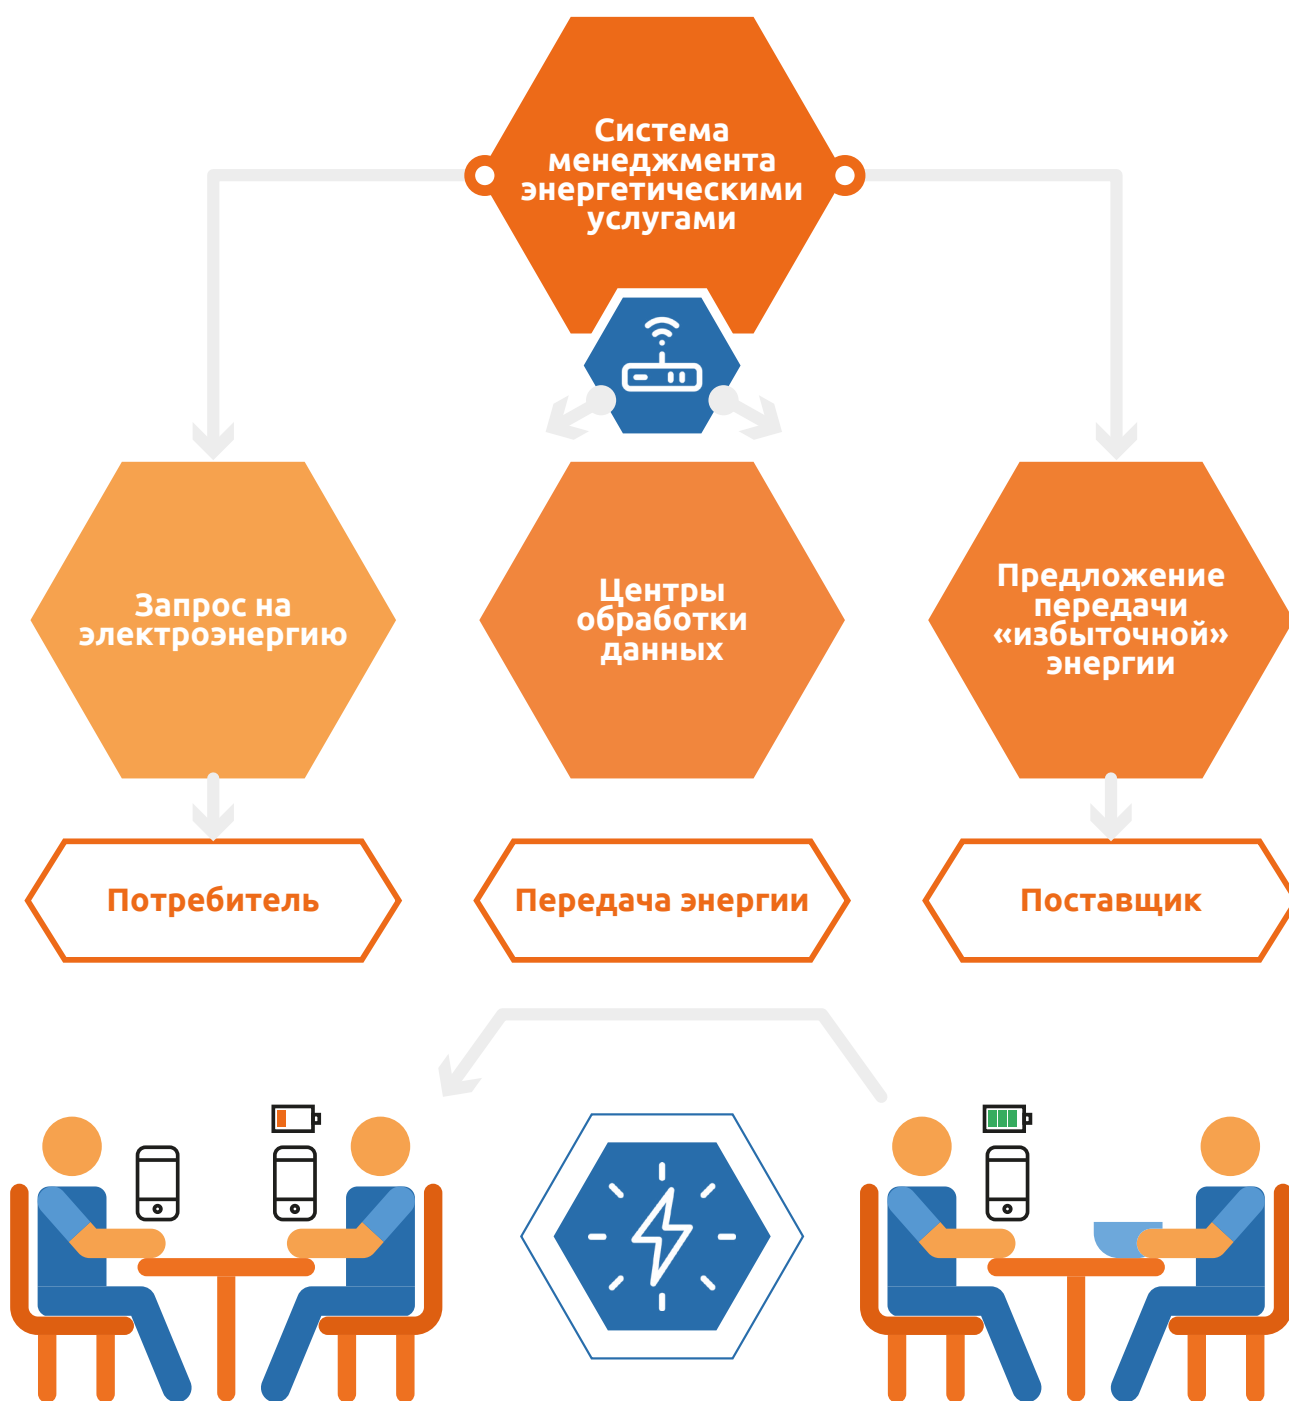 Система
менеджмента
энергетическими
услугами
Запрос на
электроэнергию
Центры
обработки
данных
Предложение
передачи
«избыточной»
энергии
Потребитель
Передача энергии
Поставщик